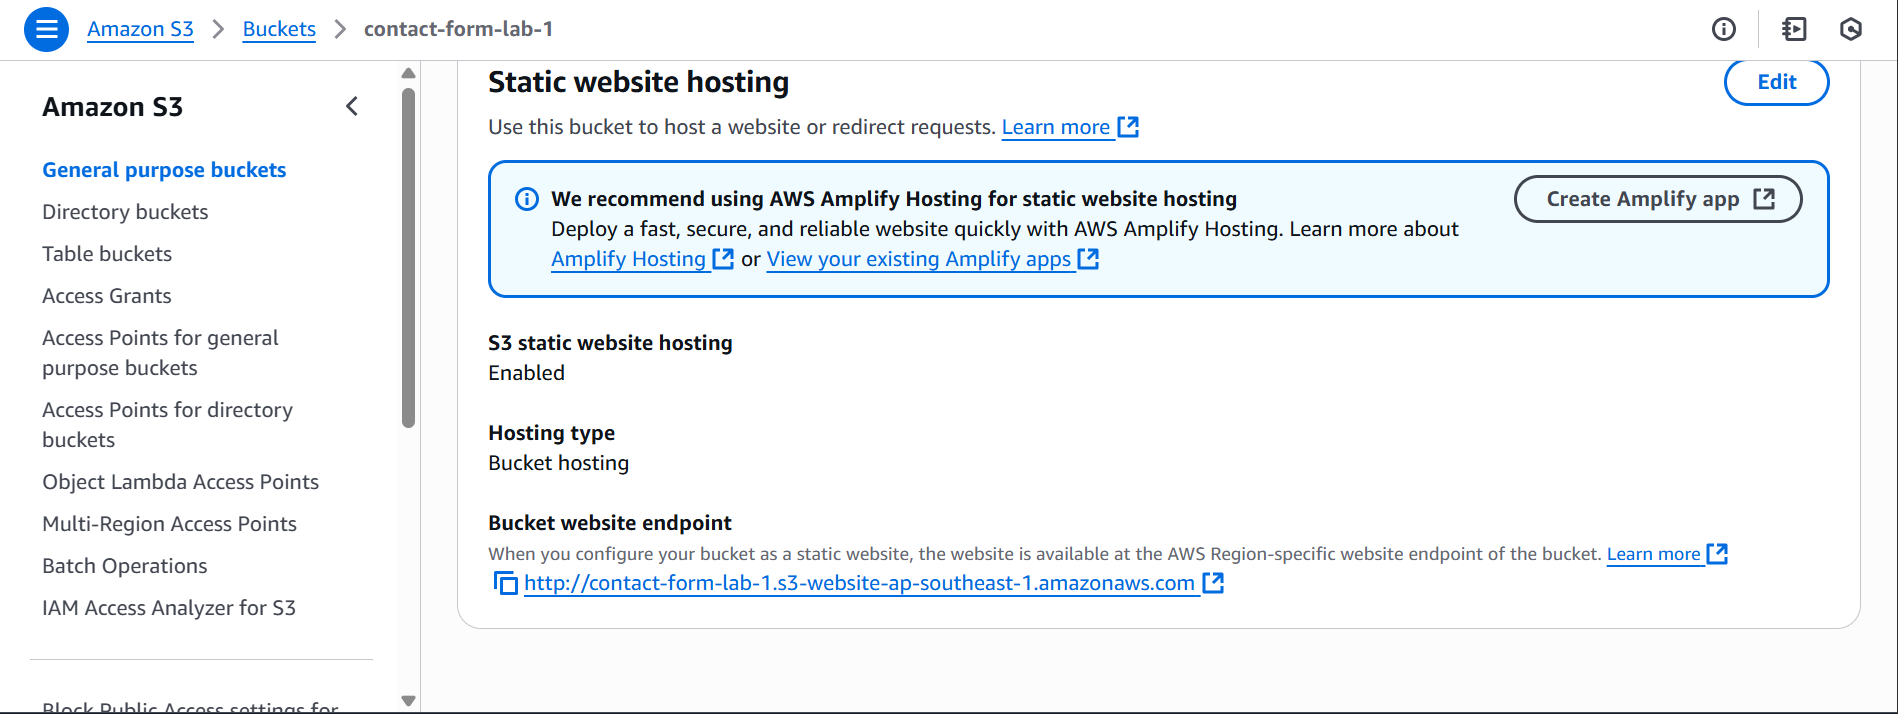 Amazon S3 > Buckets > contact-form-lab-1
Amazon S3
General purpose buckets
Directory buckets
Table buckets
Access Grants
Access Points for general
purpose buckets
Access Points for directory
buckets
Object Lambda Access Points
Multi-Region Access Points
Batch Operations
IAM Access Analyzer for S3
Block Public Access settings for
Static website hosting
Edit
Use this bucket to host a website or redirect requests. Learn more
We recommend using AWS Amplify Hosting for static website hosting
Create Amplify app
Deploy a fast, secure, and reliable website quickly with AWS Amplify Hosting. Learn more about
Amplify Hosting or View your existing Amplify apps
S3 static website hosting
Enabled
Hosting type
Bucket hosting
Bucket website endpoint
When you configure your bucket as a static website, the website is available at the AWS Region-specific website endpoint of the bucket. Learn more
http://contact-form-lab-1.s3-website-ap-southeast-1.amazonaws.com